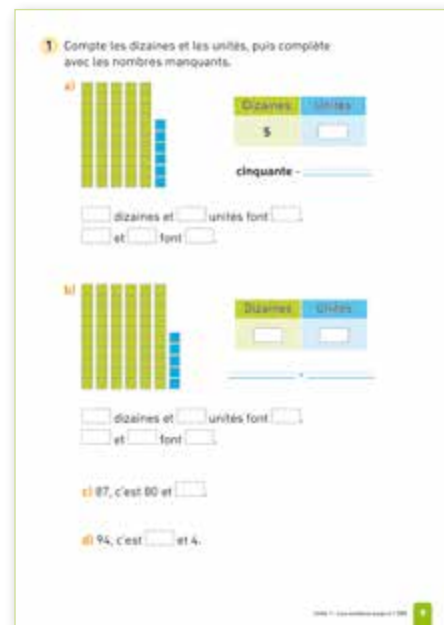 1 Compte les dizaines et les unités, puis complète
avec les nombres manquants.
a)
Dizaines Unités
5
cinquante -
dizaines et unités font .
et font .
b)
Dizaines Unités
-
dizaines et unités font .
et font .
c) 87, c'est 80 et .
d) 94, c'est et 4.
9